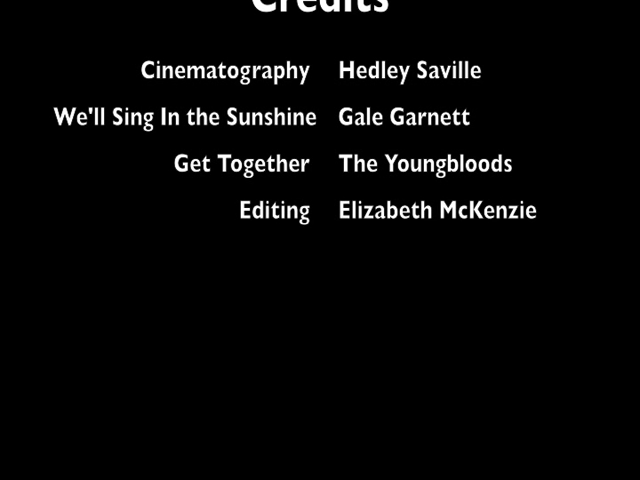 Credits
Cinematography Hedley Saville
We'll Sing In the Sunshine Gale Garnett
Get Together The Youngbloods
Editing Elizabeth McKenzie